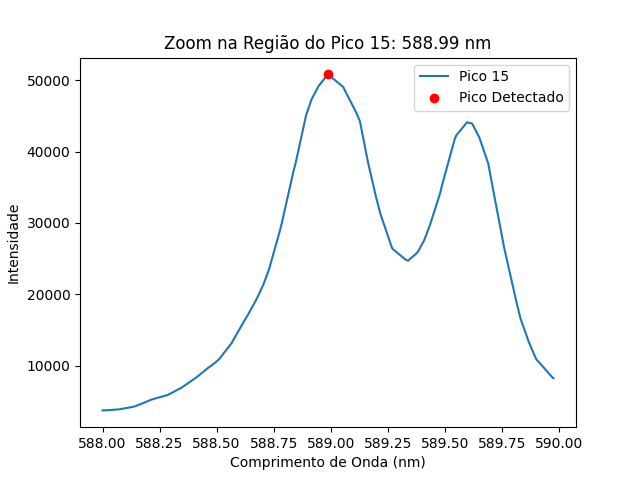 Zoom na Região do Pico 15: 588.99 nm
Pico 15
Pico Detectado
Intensidade
50000
40000
30000
20000
10000
588.00 588.25 588.50 588.75 589.00 589.25 589.50 589.75 590.00
Comprimento de Onda (nm)